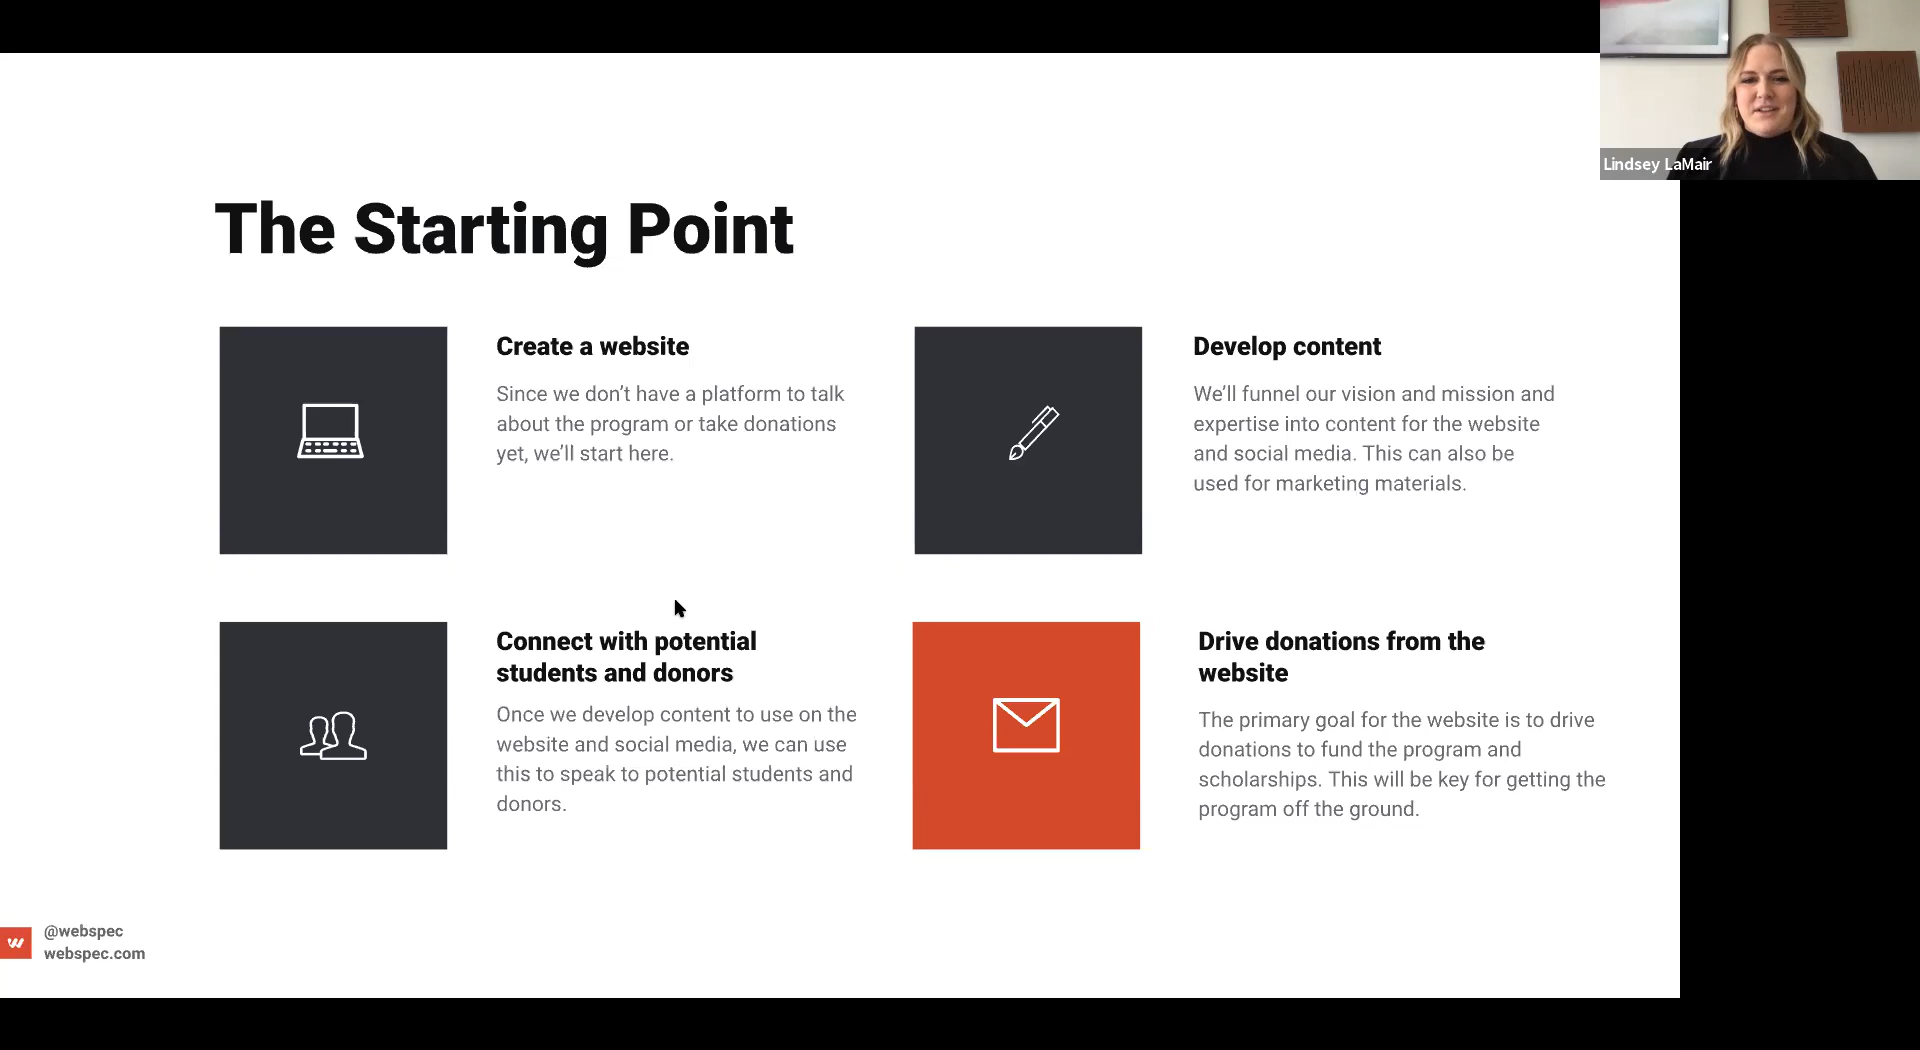 Lindsey LaMair
The Starting Point
Create a website
Since we don’t have a platform to talk
about the program or take donations
yet, we’ll start here.
Develop content
We’ll funnel our vision and mission and
expertise into content for the website
and social media. This can also be
used for marketing materials.
Connect with potential
students and donors
Once we develop content to use on the
website and social media, we can use
this to speak to potential students and
donors.
Drive donations from the
website
The primary goal for the website is to drive
donations to fund the program and
scholarships. This will be key for getting the
program off the ground.
@webspec
webspec.com